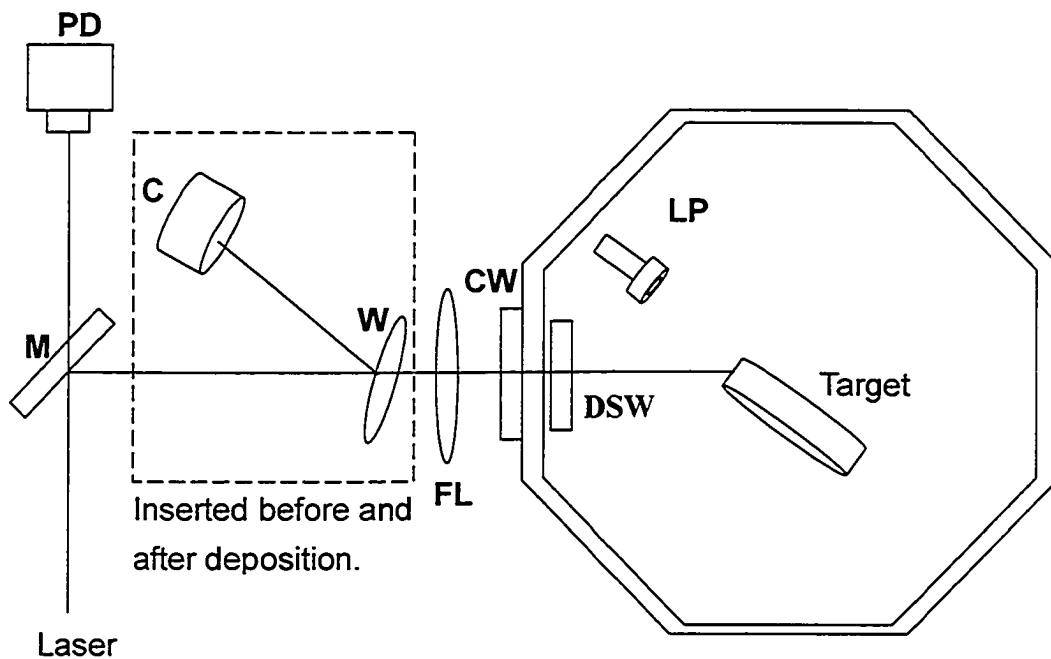 PD
C
LP
CW
W
M
Target
DSW
FL
Inserted before and
after deposition.
Laser